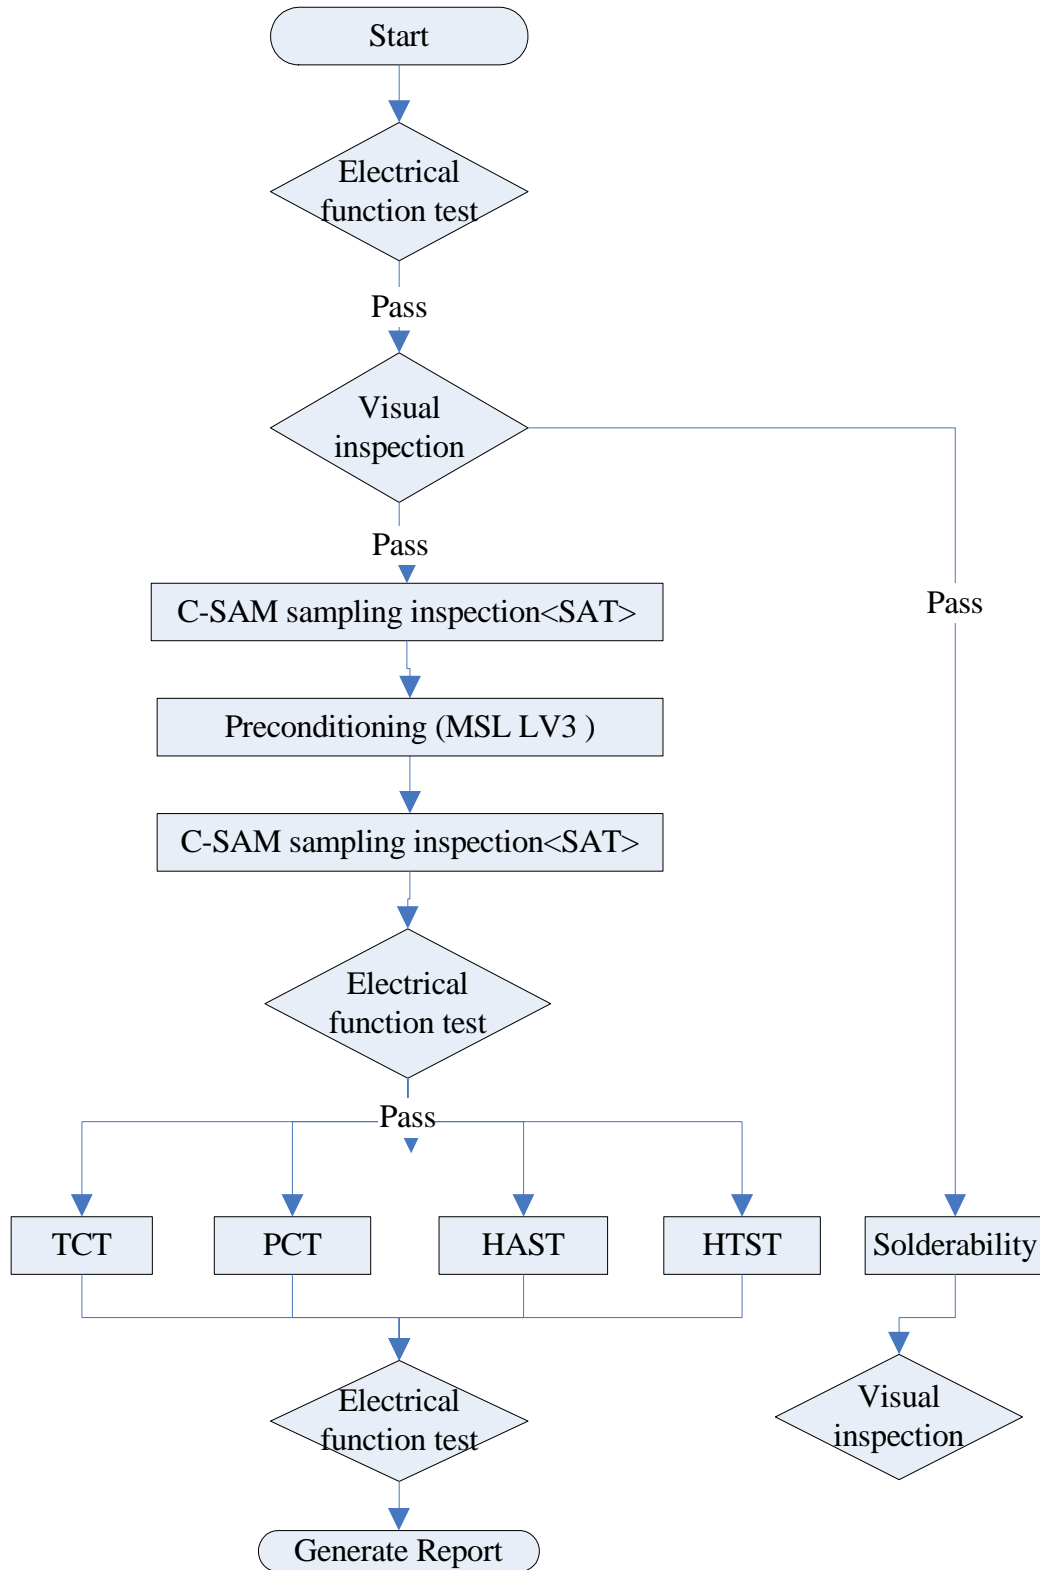 Start
Electrical
function test
Pass
Visual
inspection
Pass
C-SAM sampling inspection<SAT>
Pass
Preconditioning (MSL LV3 )
C-SAM sampling inspection<SAT>
Electrical
function test
Pass
TCT
PCT
HAST
HTST
Solderability
Electrical
function test
Visual
inspection
Generate Report